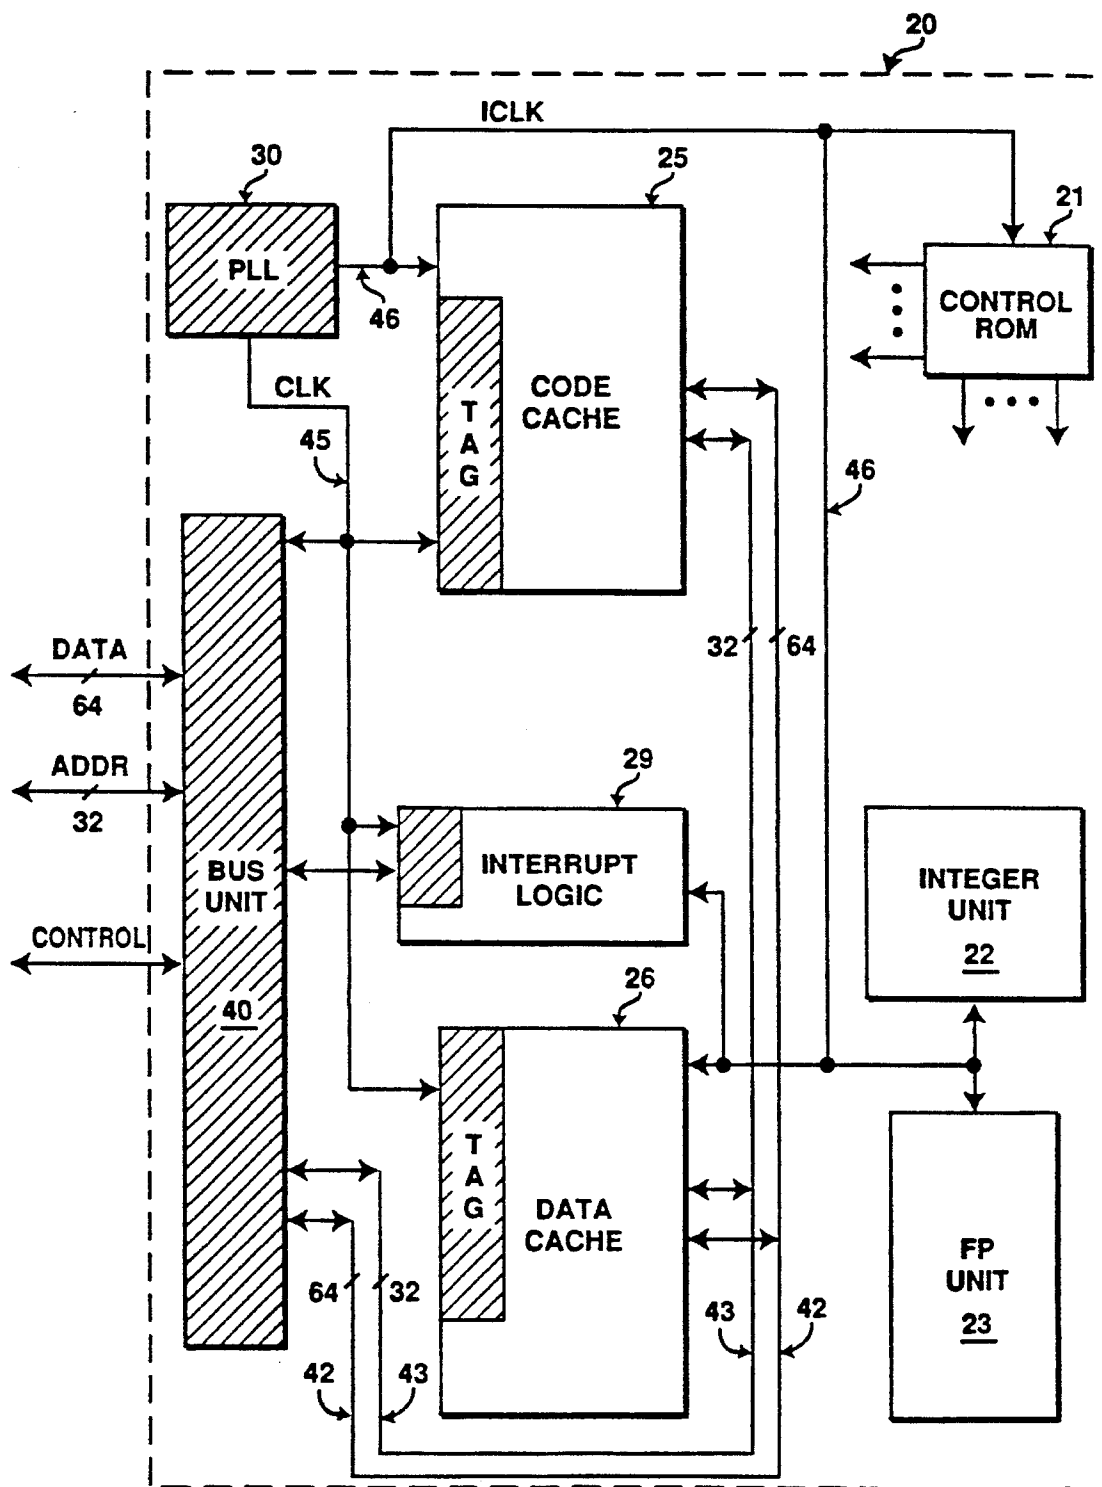 20
ICLK
30
25
21
PLL
46
CONTROL
ROM
CLK
CODE
CACHE
T
A
G
45
46
DATA
64
32
64
ADDR
32
29
BUS
UNIT
40
INTERRUPT
LOGIC
INTEGER
UNIT
22
CONTROL
26
T
A
G
DATA
CACHE
FP
UNIT
23
64
32
43
42
42
43